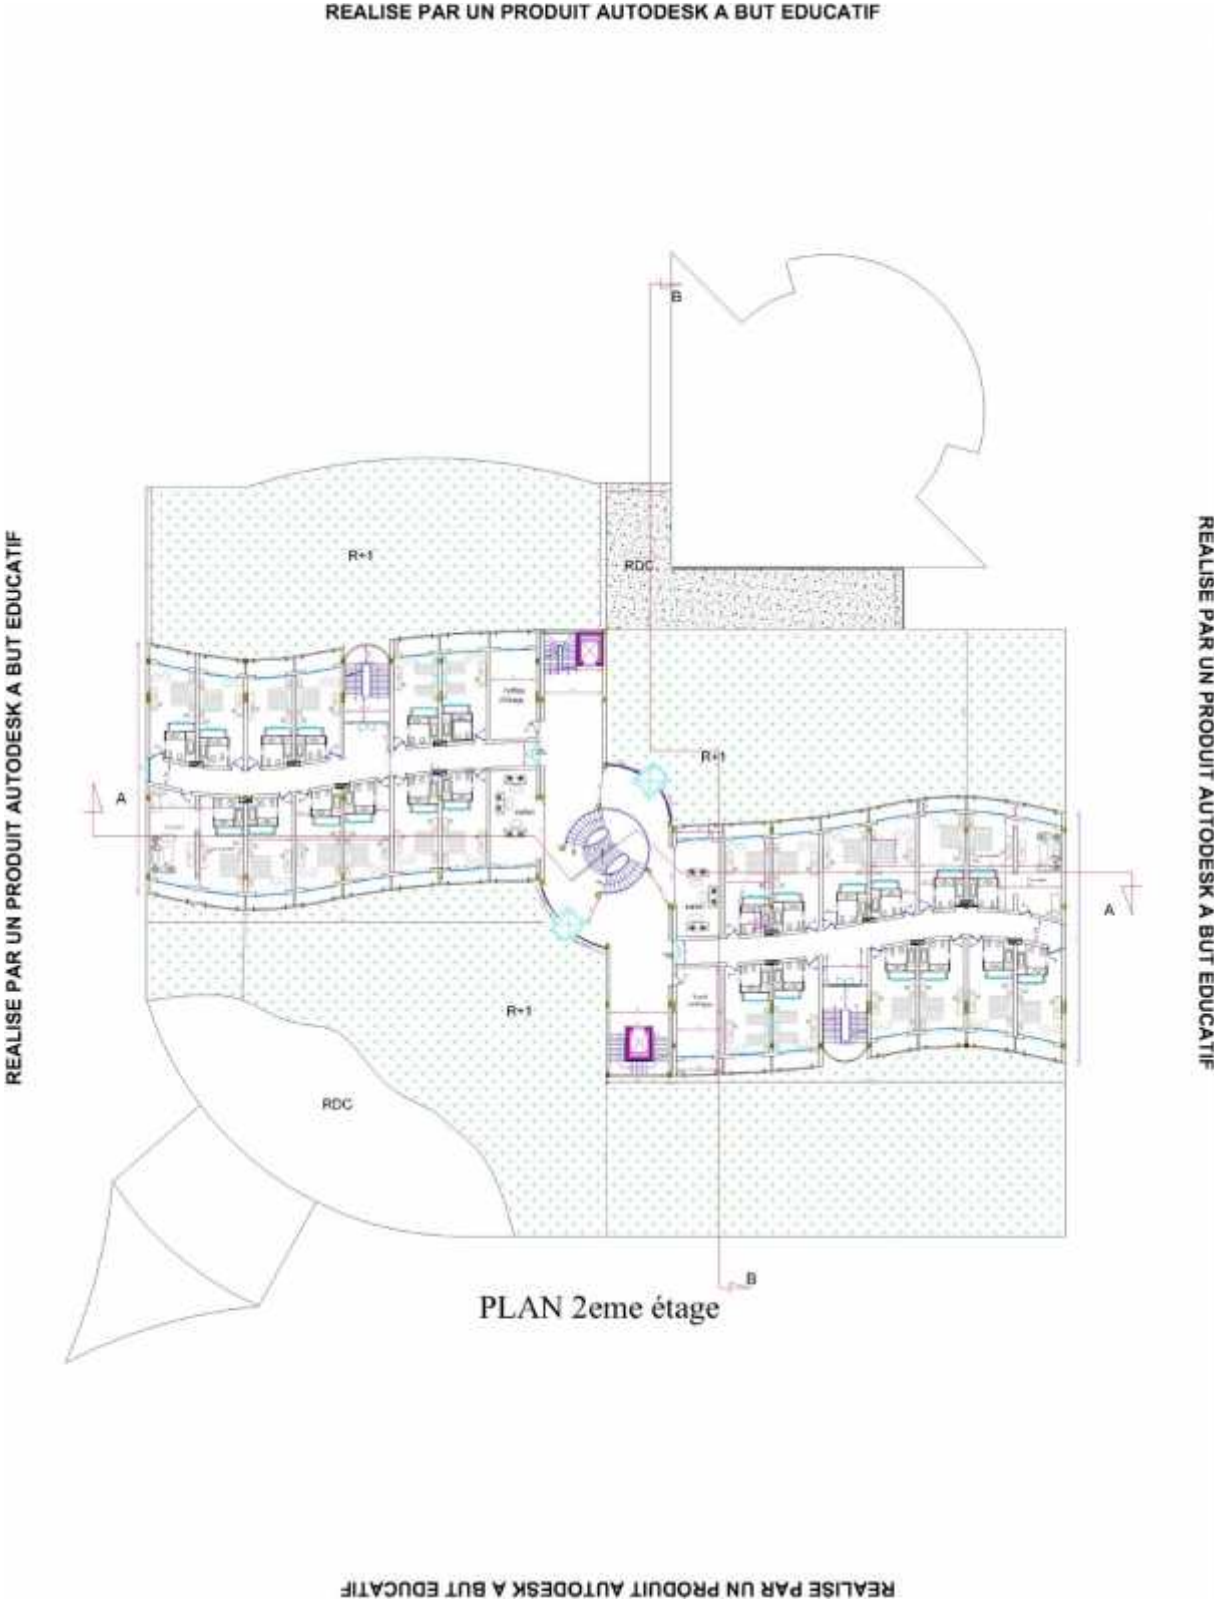 REALISE PAR UN PRODUIT AUTODESK A BUT EDUCATIF
B
R+1
RDC
REALISE PAR UN PRODUIT AUTODESK A BUT EDUCATIF
REALISE PAR UN PRODUIT AUTODESK A BUT EDUCATIF
R+1
A
A
R+1
RDC
B
PLAN 2eme étage
REALISE PAR UN PRODUIT AUTODESK A BUT EDUCATIF